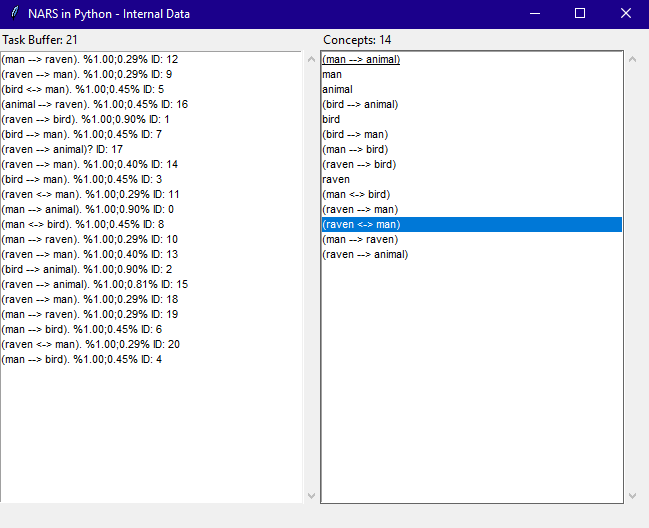 NARS in Python - Internal Data
Task Buffer: 21
(man --> raven). %1.00;0.29% ID: 12
(raven --> man). %1.00;0.29% ID: 9
(bird <-> man). %1.00;0.45% ID: 5
(animal --> raven). %1.00;0.45% ID: 16
(raven --> bird). %1.00;0.90% ID: 1
(bird --> man). %1.00;0.45% ID: 7
(raven --> animal)? ID: 17
(raven --> man). %1.00;0.40% ID: 14
(bird --> man). %1.00;0.45% ID: 3
(raven <-> man). %1.00;0.29% ID: 11
(man --> animal). %1.00;0.90% ID: 0
(man <-> bird). %1.00;0.45% ID: 8
(man --> raven). %1.00;0.29% ID: 10
(raven --> man). %1.00;0.40% ID: 13
(bird --> animal). %1.00;0.90% ID: 2
(raven --> animal). %1.00;0.81% ID: 15
(raven --> man). %1.00;0.29% ID: 18
(man --> raven). %1.00;0.29% ID: 19
(man --> bird). %1.00;0.45% ID: 6
(raven <-> man). %1.00;0.29% ID: 20
(man --> bird). %1.00;0.45% ID: 4
Concepts: 14
(man --> animal)
man
animal
(bird --> animal)
bird
(bird --> man)
(man --> bird)
(raven --> bird)
raven
(man <-> bird)
(raven --> man)
(raven <-> man)
(man --> raven)
(raven --> animal)